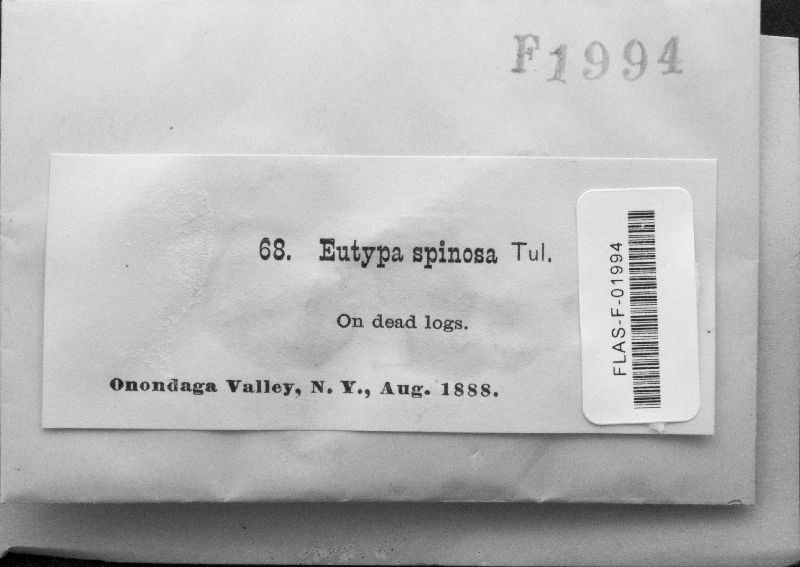 F1994
68. Eutypa spinosa Tul.
On dead logs.
Onondaga Valley, N. Y., Aug. 1888.
FLAS-F-01994